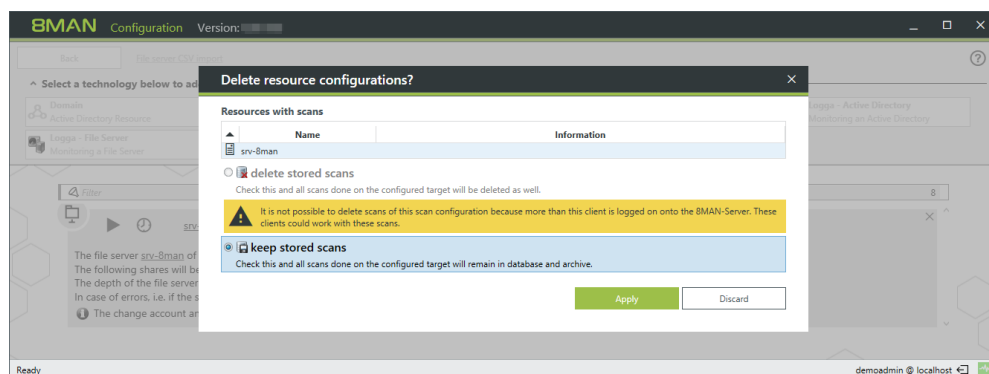 8MAN Configuration Version:
Back File server CSV import
Select a technology below to ad
Delete resource configurations?
Domain
Active Directory Resource
Logga - File Server
Monitoring a File Server
Logga - Active Directory
Monitoring an Active Directory
Resources with scans
Name Information
srv-8man
delete stored scans
Check this and all scans done on the configured target will be deleted as well.
It is not possible to delete scans of this scan configuration because more than this client is logged on onto the 8MAN-Server. These
clients could work with these scans.
keep stored scans
Check this and all scans done on the configured target will remain in database and archive.
Apply Discard
Filter 8
srv-
The file server srv-8man of
The following shares will be
The depth of the file server
In case of errors, i.e. if the s
The change account ar
Ready demoadmin @ localhost